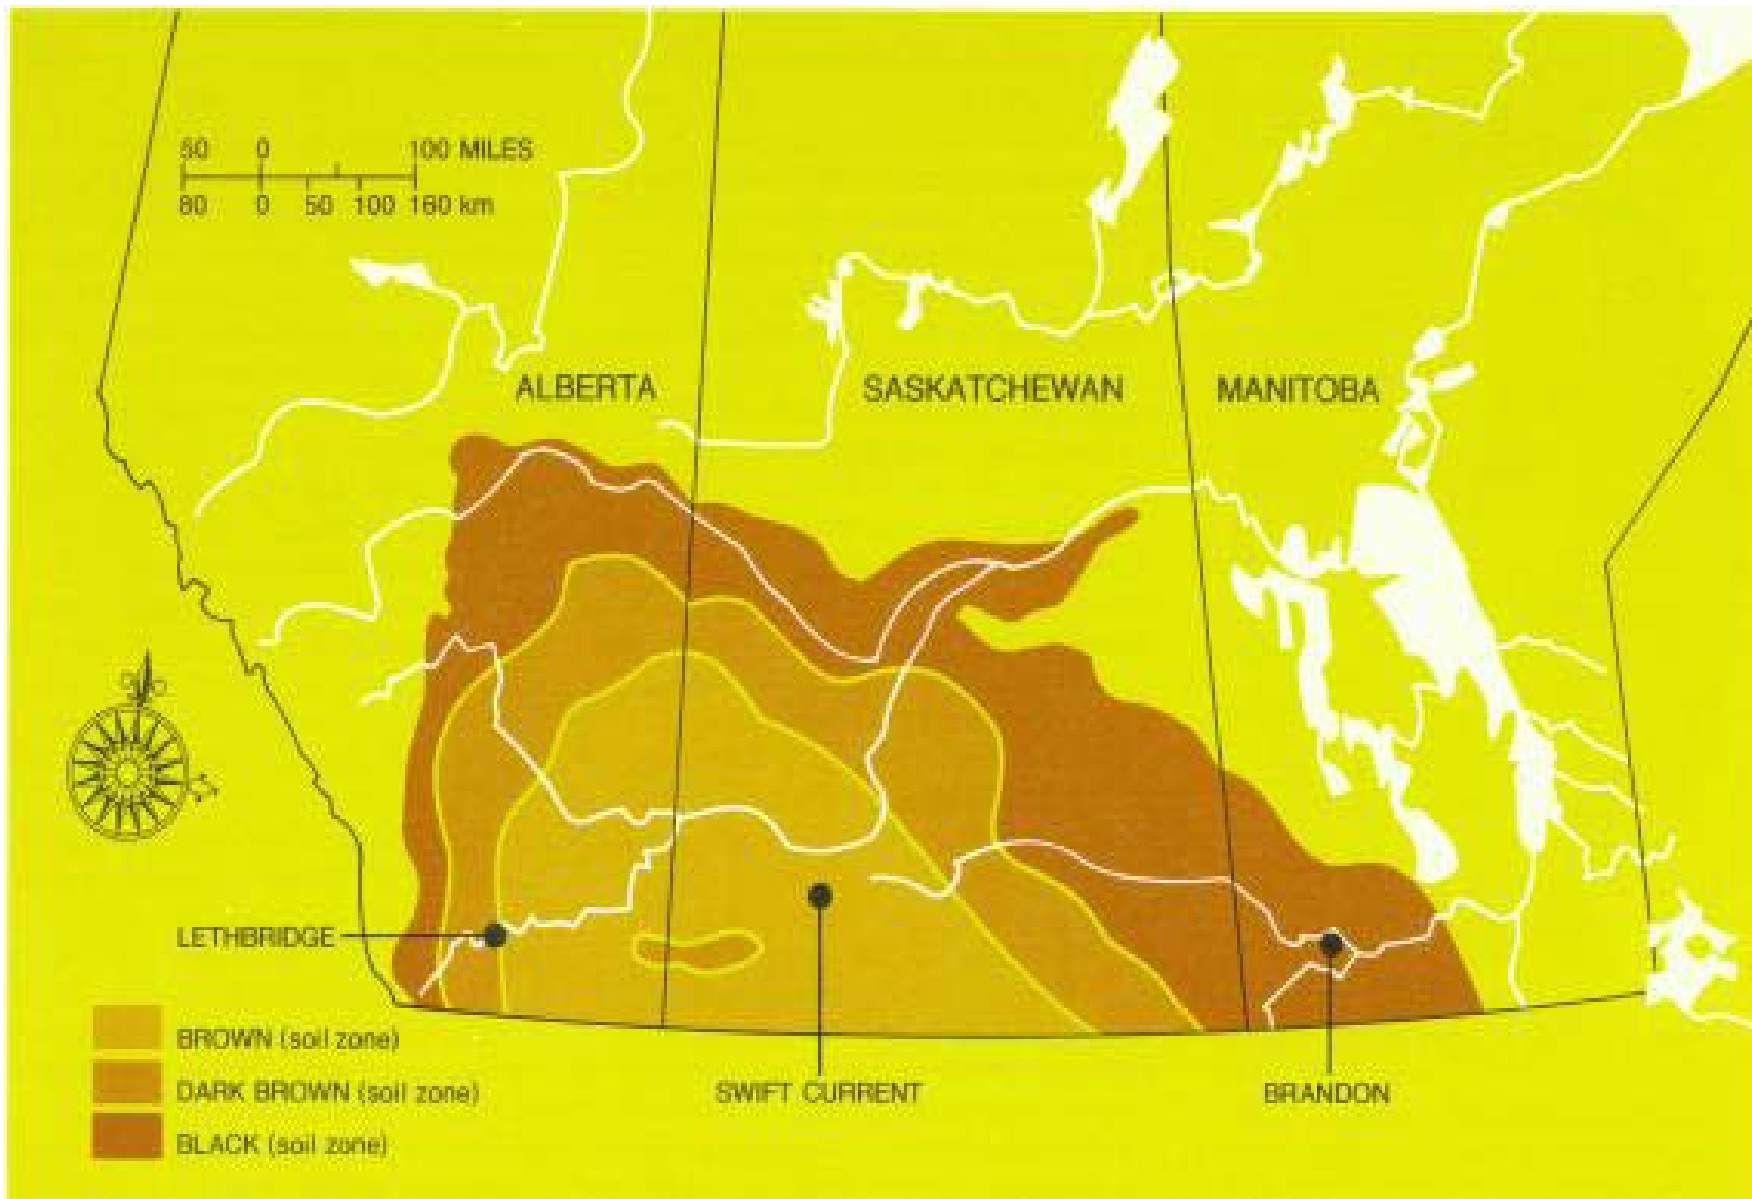 50 0 100 MILES
80 0 50 100 160 km
ALBERTA SASKATCHEWAN MANITOBA
LETHBRIDGE
BROWN (soil zone)
DARK BROWN (soil zone)
SWIFT CURRENT BRANDON
BLACK (soil zone)